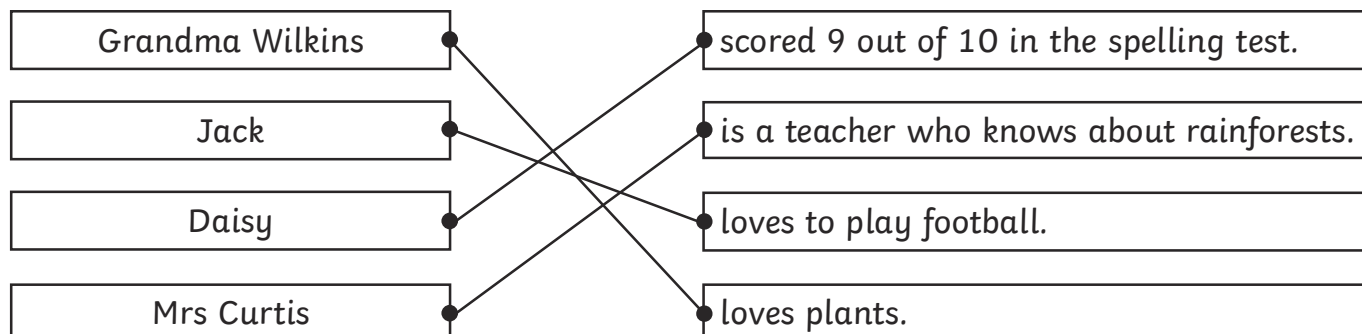 Grandma Wilkins scored 9 out of 10 in the spelling test.
Jack is a teacher who knows about rainforests.
Daisy loves to play football.
Mrs Curtis loves plants.